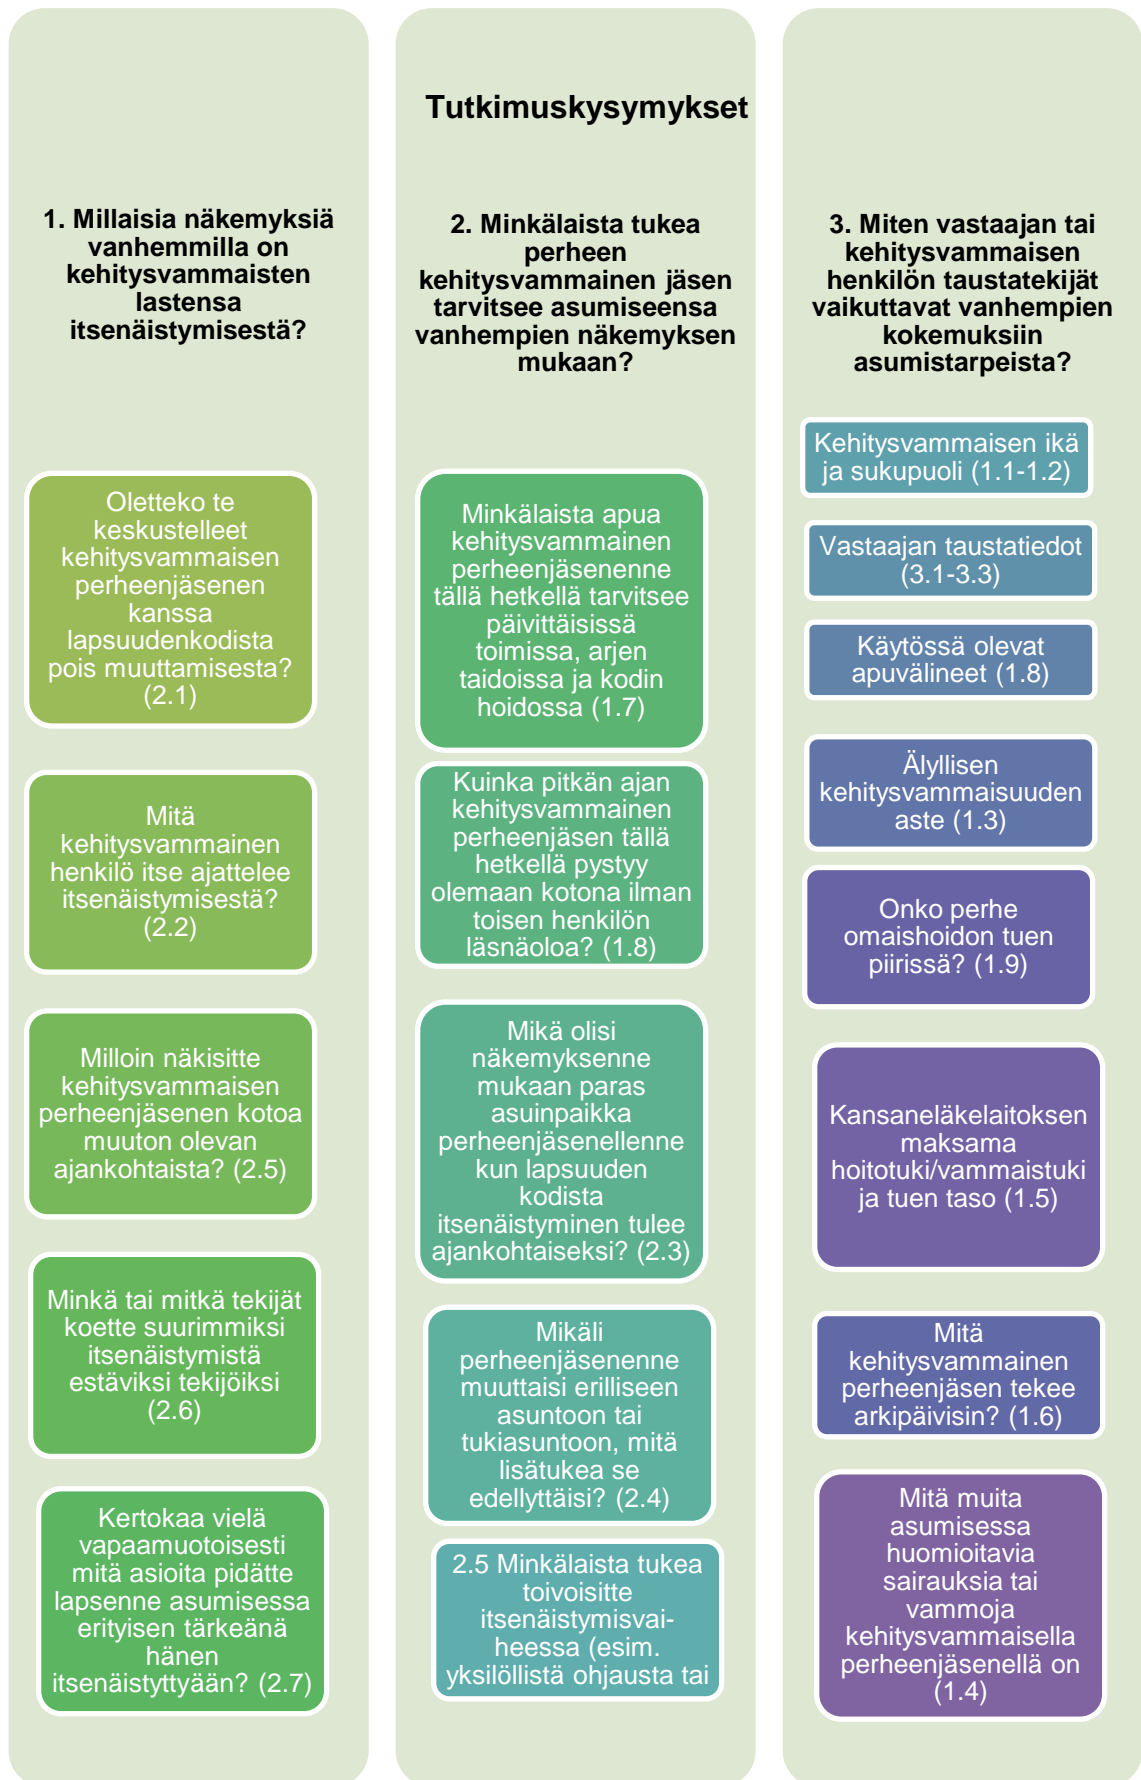 Tutkimuskysymykset
1. Millaisia näkemyksiä
vanhemmilla on
kehitysvammaisten
lastensa
itsenäistymisestä?
Oletteko te
keskustelleet
kehitysvammaisen
perheenjäsenen
kanssa
lapsuudenkodista
pois muuttamisesta?
(2.1)
Mitä
kehitysvammainen
henkilö itse ajattelee
itsenäistymisestä?
(2.2)
Milloin näkisitte
kehitysvammaisen
perheenjäsenen kotoa
muuton olevan
ajankohtaista? (2.5)
Minkä tai mitkä tekijät
koette suurimmiksi
itsenäistymistä
estäviksi tekijöiksi
(2.6)
Kertokaa vielä
vapaamuotoisesti
mitä asioita pidätte
lapsenne asumisessa
erityisen tärkeänä
hänen
itsenäistyttyään? (2.7)
2. Minkälaista tukea
perheen
kehitysvammainen jäsen
tarvitsee asumiseensa
vanhempien näkemyksen
mukaan?
Minkälaista apua
kehitysvammainen
perheenjäsenenne
tällä hetkellä tarvitsee
päivittäisissä
toimissa, arjen
taidoissa ja kodin
hoidossa (1.7)
Kuinka pitkän ajan
kehitysvammainen
perheenjäsen tällä
hetkellä pystyy
olemaan kotona ilman
toisen henkilön
läsnäoloa? (1.8)
Mikä olisi
näkemyksenne
mukaan paras
asuinpaikka
perheenjäsenellenne
kun lapsuuden
kodista
itsenäistyminen tulee
ajankohtaiseksi? (2.3)
Mikäli
perheenjäsenenne
muuttaisi erilliseen
asuntoon tai
tukiasuntoon, mitä
lisätukea se
edellyttäisi? (2.4)
2.5 Minkälaista tukea
toivoisitte
itsenäistymisvai-
heessa (esim.
yksilöllistä ohjausta tai
3. Miten vastaajan tai
kehitysvammaisen
henkilön taustatekijät
vaikuttavat vanhempien
kokemuksiin
asumistarpeista?
Kehitysvammaisen ikä
ja sukupuoli (1.1-1.2)
Vastaajan taustatiedot
(3.1-3.3)
Käytössä olevat
apuvälineet (1.8)
Älyllisen
kehitysvammaisuuden
aste (1.3)
Onko perhe
omaishoidon tuen
piirissä? (1.9)
Kansaneläkelaitoksen
maksama
hoitotuki/vammaistuki
ja tuen taso (1.5)
Mitä
kehitysvammainen
perheenjäsen tekee
arkipäivisin? (1.6)
Mitä muita
asumisessa
huomioitavia
sairauksia tai
vammoja
kehitysvammaisella
perheenjäsenellä on
(1.4)